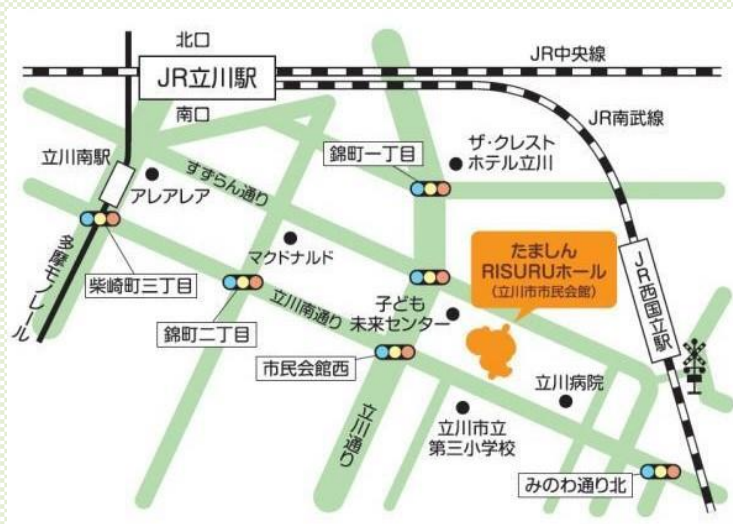 北口
JR中央線
JR立川駅
南口
JR南武線
立川南駅
錦町一丁目
ザ・クレスト
ホテル立川
アレアレア
すずらん通り
たましん
RISURUホール
（立川市市民会館）
マクドナルド
多摩モノレール
柴崎町三丁目
立川南通り
子ども
未来センター
JR西国立駅
錦町二丁目
市民会館西
立川病院
立川通り
立川市立
第三小学校
みのわ通り北